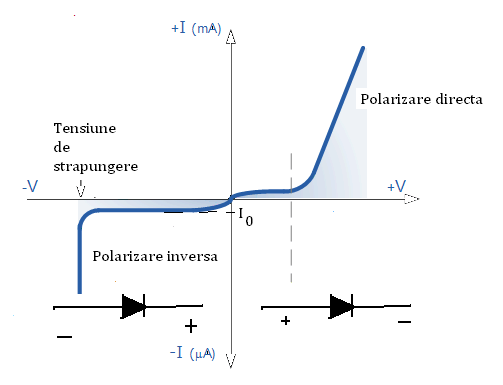 +I (mA)
Polarizare directa
Tensiune
de
strapungere
-V
+V
I0
Polarizare inversa
+
−
−
+
-I (μA)